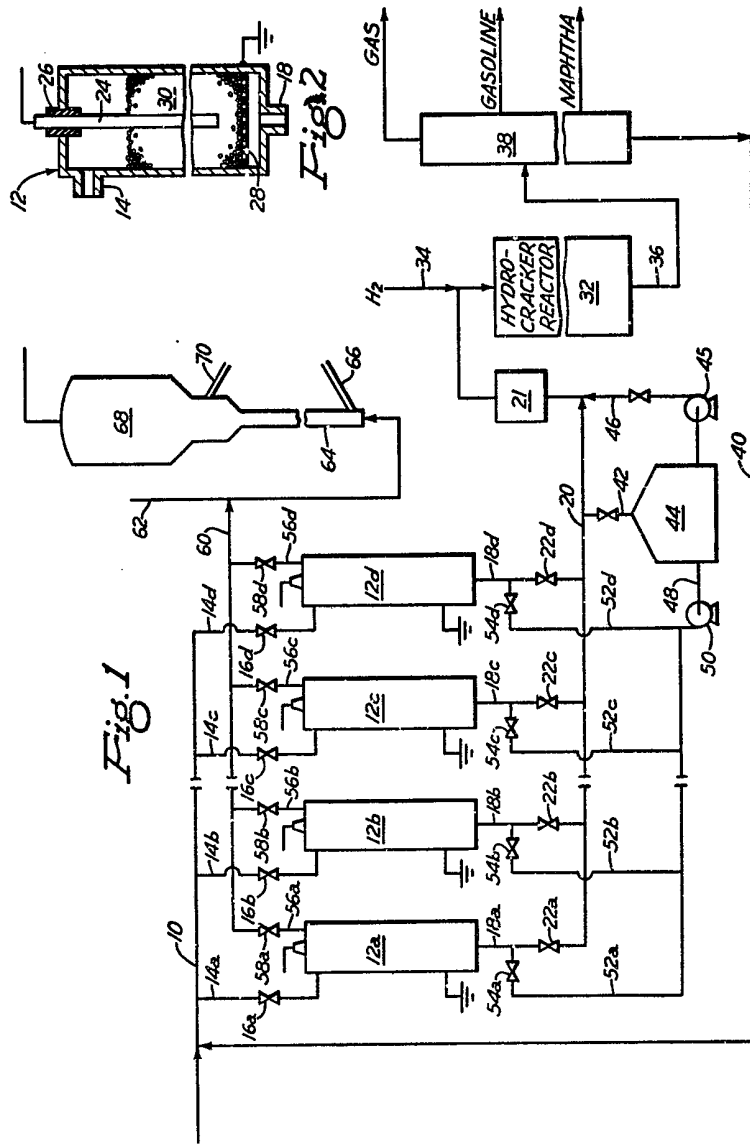 Fig. 1
10
14a
14b
14c
14d
16a
58a
56a
16b
58b
56b
16c
58c
56c
16d
58d
56d
60
62
12a
12b
12c
12d
18a
18b
18c
18d
54a
22a
54b
22b
54c
22c
54d
22d
52a
52b
52c
52d
20
42
44
48
50
45
46
40
21
64
66
68
70
H2
34
HYDRO-
CRACKER
REACTOR
32
36
38
GAS
GASOLINE
NAPHTHA
Fig. 2
12
14
26
24
30
28
18